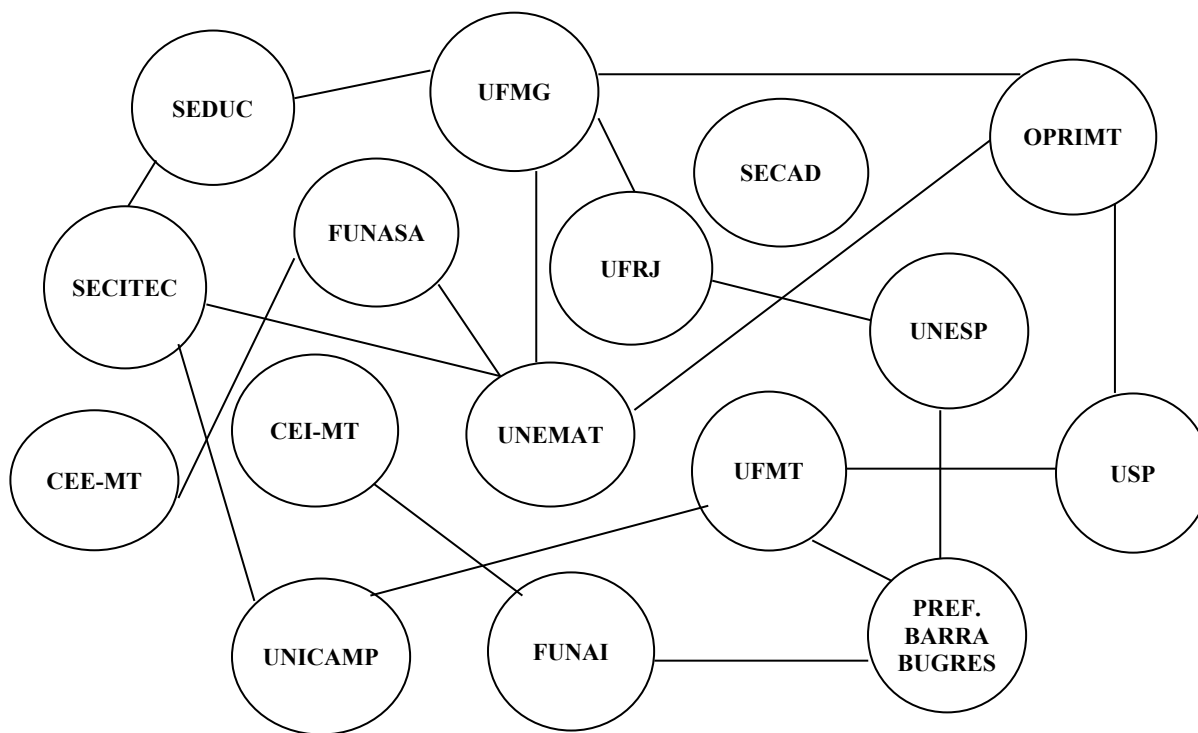 UFMG
SEDUC
OPRIMT
SECAD
FUNASA
UFRJ
SECITEC
UNESP
CEI-MT
UNEMAT
CEE-MT
UFMT
USP
PREF.
BARRA
BUGRES
UNICAMP
FUNAI